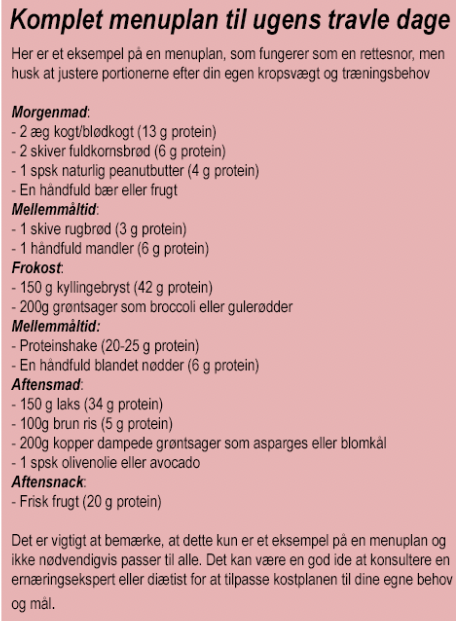 Komplet menuplan til ugens travle dage
Her er et eksempel på en menuplan, som fungerer som en rettesnor, men
husk at justere portionerne efter din egen kropsvægt og træningsbehov
Morgenmad:
- 2 æg kogt/blødkogt (13 g protein)
- 2 skiver fuldkornsbrød (6 g protein)
- 1 spsk naturlig peanutbutter (4 g protein)
- En håndfuld bær eller frugt
Mellemmåltid:
- 1 skive rugbrød (3 g protein)
- 1 håndfuld mandler (6 g protein)
Frokost:
- 150 g kyllingebryst (42 g protein)
- 200g grøntsager som broccoli eller gulerødder
Mellemmåltid:
- Proteinshake (20-25 g protein)
- En håndfuld blandet nødder (6 g protein)
Aftensmad:
- 150 g laks (34 g protein)
- 100g brun ris (5 g protein)
- 200g kopper dampede grøntsager som asparges eller blomkål
- 1 spsk olivenolie eller avocado
Aftensnack:
- Frisk frugt (20 g protein)
Det er vigtigt at bemærke, at dette kun er et eksempel på en menuplan og
ikke nødvendigvis passer til alle. Det kan være en god ide at konsultere en
ernæringsekspert eller diætist for at tilpasse kostplanen til dine egne behov
og mål.